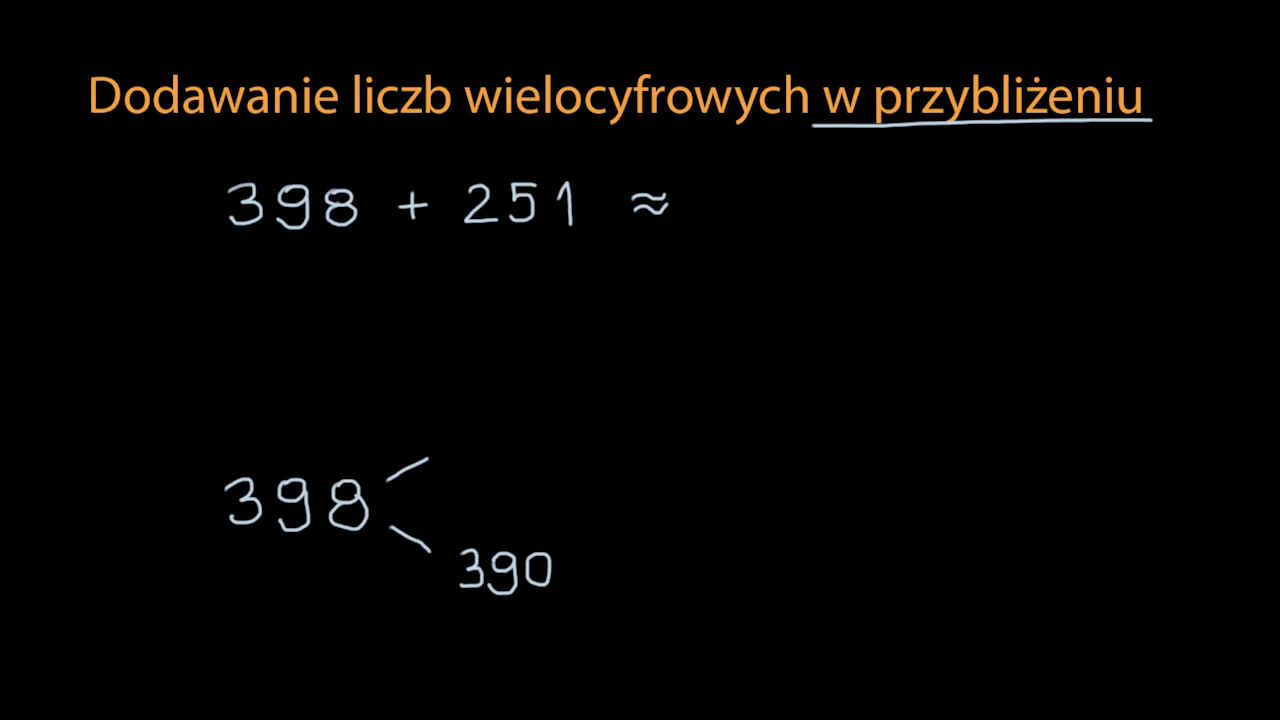 Dodawanie liczb wielocyfrowych w przybliżeniu
398 + 251 ≈
398
390